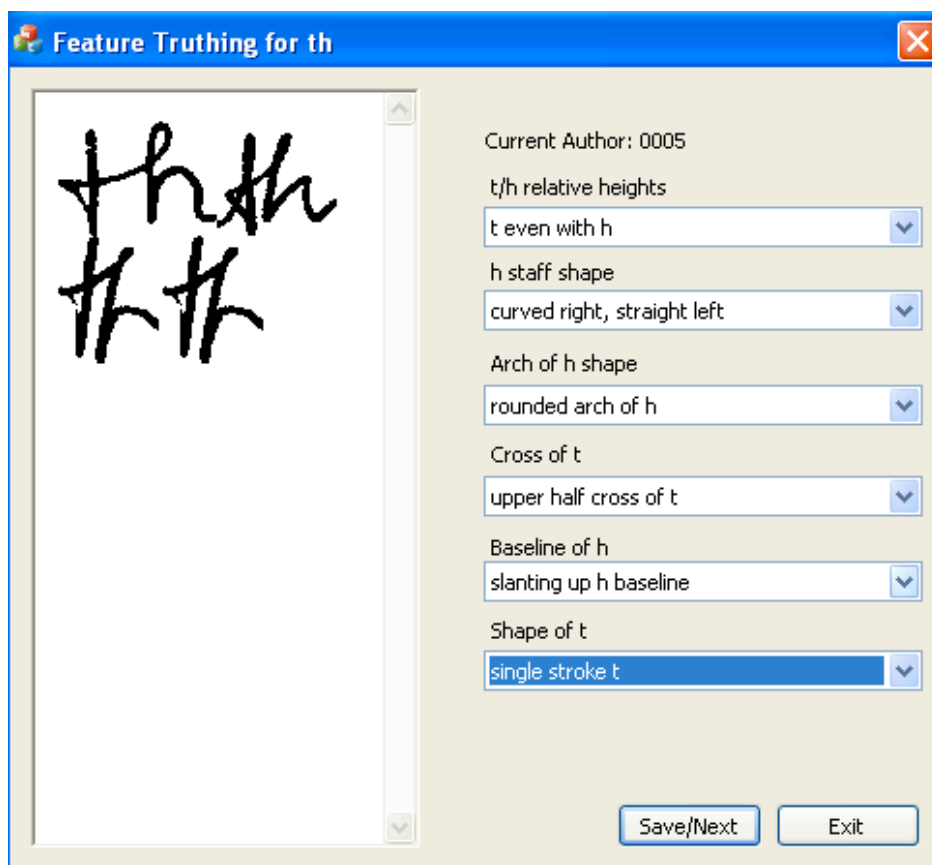 Feature Truthing for th
th th
th th
Current Author: 0005
t/h relative heights
t even with h
h staff shape
curved right, straight left
Arch of h shape
rounded arch of h
Cross of t
upper half cross of t
Baseline of h
slanting up h baseline
Shape of t
single stroke t
Save/Next Exit